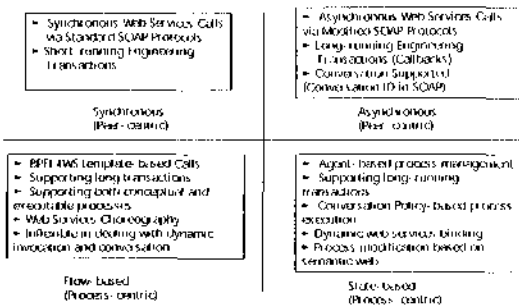 ► Synchronous Web Services Calls
via Standard SOAP Protocols
► Short-running Engineering
Transactions
Synchronous
(Peer-centric)
► Asynchronous Web Services Calls
via Modified SOAP Protocols
► Long-running Engineering
Transactions (Callbacks)
► Conversation Supported
(Conversation ID in SOAP)
Asynchronous
(Peer-centric)
► BPEL4WS template-based Calls
► Supporting long transactions
► Supporting both conceptual and
executable processes
► Web Services Choreography
► Inflexible in dealing with dynamic
invocation and conversation
Flow-based
(Process-centric)
► Agent-based process management
► Supporting long-running
transactions
► Conversation Policy-based process
execution
► Dynamic web services binding
► Process modification based on
semantic web
State-based
(Process-centric)